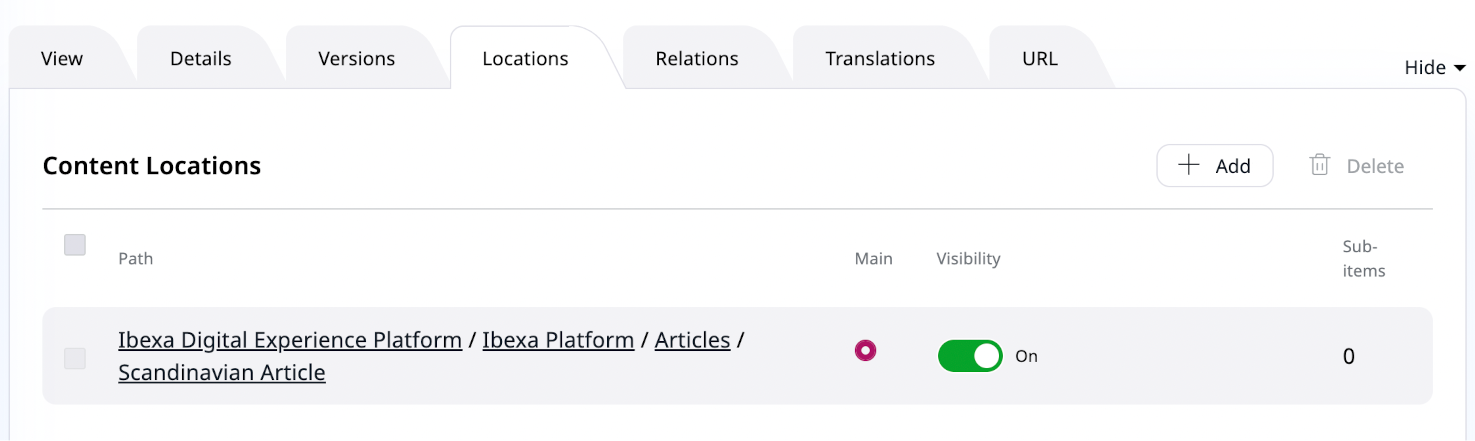 View Details Versions Locations Relations Translations URL
Hide
Content Locations
Add Delete
Path Main Visibility Sub-
items
Ibexa Digital Experience Platform / Ibexa Platform / Articles /
Scandinavian Article
On 0